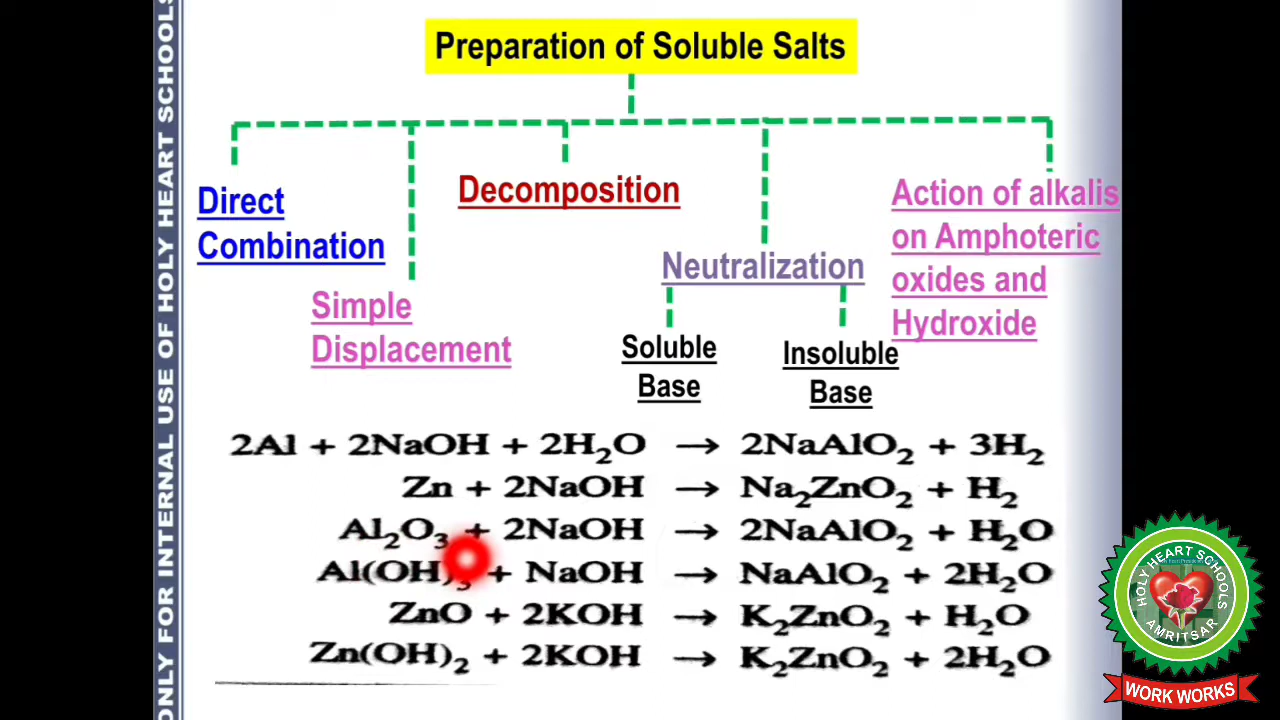 Preparation of Soluble Salts
Direct
Combination
Simple
Displacement
Decomposition
Neutralization
Soluble
Base
Insoluble
Base
Action of alkalis
on Amphoteric
oxides and
Hydroxide
2Al + 2NaOH + 2H₂O → 2NaAlO₂ + 3H₂
Zn + 2NaOH → Na₂ZnO₂ + H₂
Al₂O₃ + 2NaOH → 2NaAlO₂ + H₂O
Al(OH)₃ + NaOH → NaAlO₂ + 2H₂O
ZnO + 2KOH → K₂ZnO₂ + H₂O
Zn(OH)₂ + 2KOH → K₂ZnO₂ + 2H₂O
ONLY FOR INTERNAL USE OF HOLY HEART SCHOOLS
HOLY HEART SCHOOLS
AMRITSAR
WORK WORKS